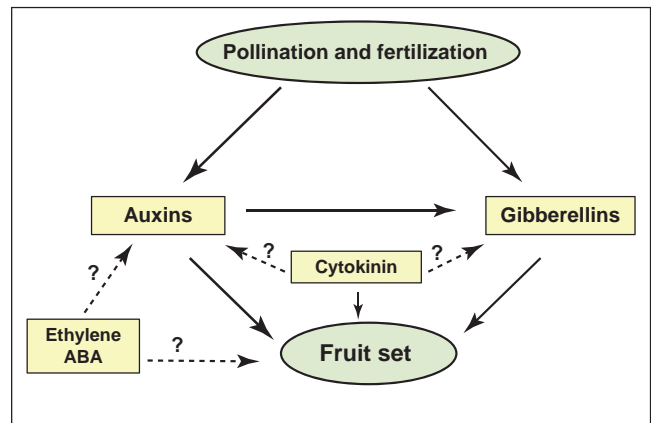 Pollination and fertilization
Auxins
Gibberellins
?
?
Cytokinin
?
Ethylene
ABA
?
Fruit set